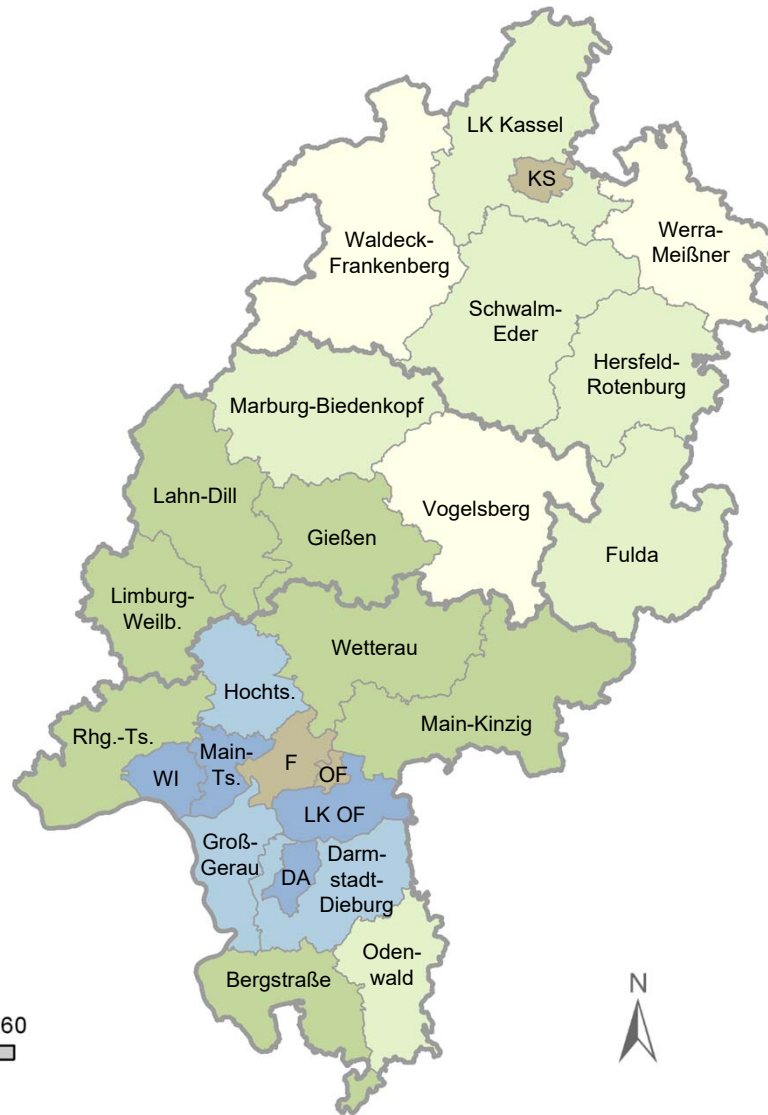 LK Kassel
KS
Waldeck-
Frankenberg
Werra-
Meißner
Schwalm-
Eder
Hersfeld-
Rotenburg
Marburg-Biedenkopf
Lahn-Dill
Gießen
Vogelsberg
Fulda
Limburg-
Weilb.
Wetterau
Hochts.
Main-Kinzig
Rhg.-Ts.
Main-
Ts.
WI
F
OF
LK OF
Groß-
Gerau
Darm-
stadt-
Dieburg
DA
Oden-
wald
Bergstraße
60
N